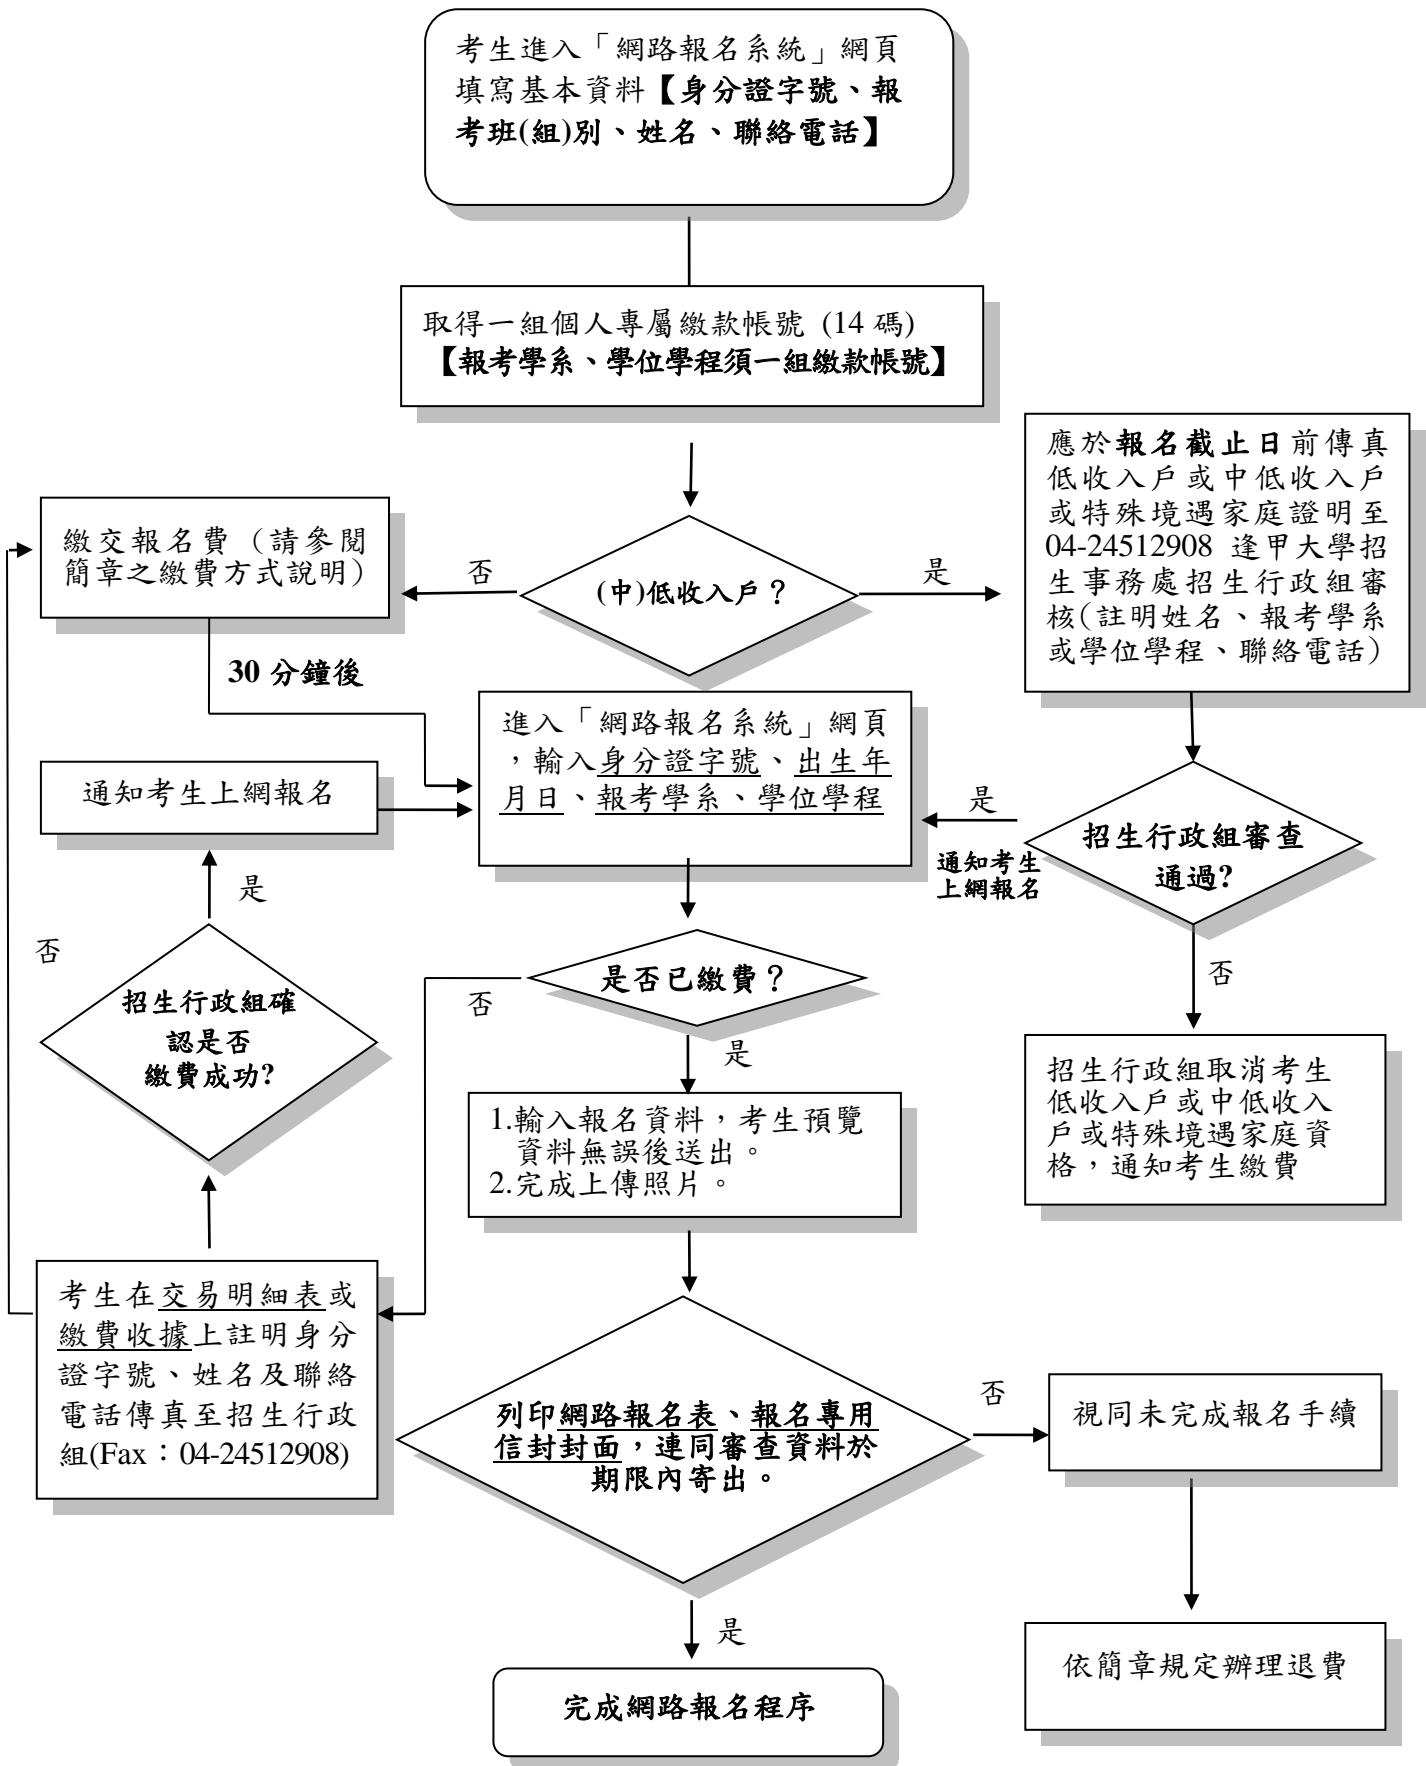 考生進入「網路報名系統」網頁
填寫基本資料【身分證字號、報
考班(組)別、姓名、聯絡電話】
取得一組個人專屬繳款帳號 (14 碼)
【報考學系、學位學程須一組繳款帳號】
應於報名截止日前傳真
低收入戶或中低收入戶
或特殊境遇家庭證明至
04-24512908 逢甲大學招
生事務處招生行政組審
核(註明姓名、報考學系
或學位學程、聯絡電話)
繳交報名費（請參閱
簡章之繳費方式說明)
否
(中)低收入戶？
是
30 分鐘後
進入「網路報名系統」網頁
，輸入身分證字號、出生年
月日、報考學系、學位學程
通知考生上網報名
是
招生行政組審查
通過?
通知考生
上網報名
是
否
招生行政組確
認是否
繳費成功?
是否已繳費？
否
是
否
招生行政組取消考生
低收入戶或中低收入
戶或特殊境遇家庭資
格，通知考生繳費
1.輸入報名資料，考生預覽
資料無誤後送出。
2.完成上傳照片。
考生在交易明細表或
繳費收據上註明身分
證字號、姓名及聯絡
電話傳真至招生行政
組(Fax：04-24512908)
列印網路報名表、報名專用
信封封面，連同審查資料於
期限內寄出。
否
視同未完成報名手續
是
依簡章規定辦理退費
完成網路報名程序